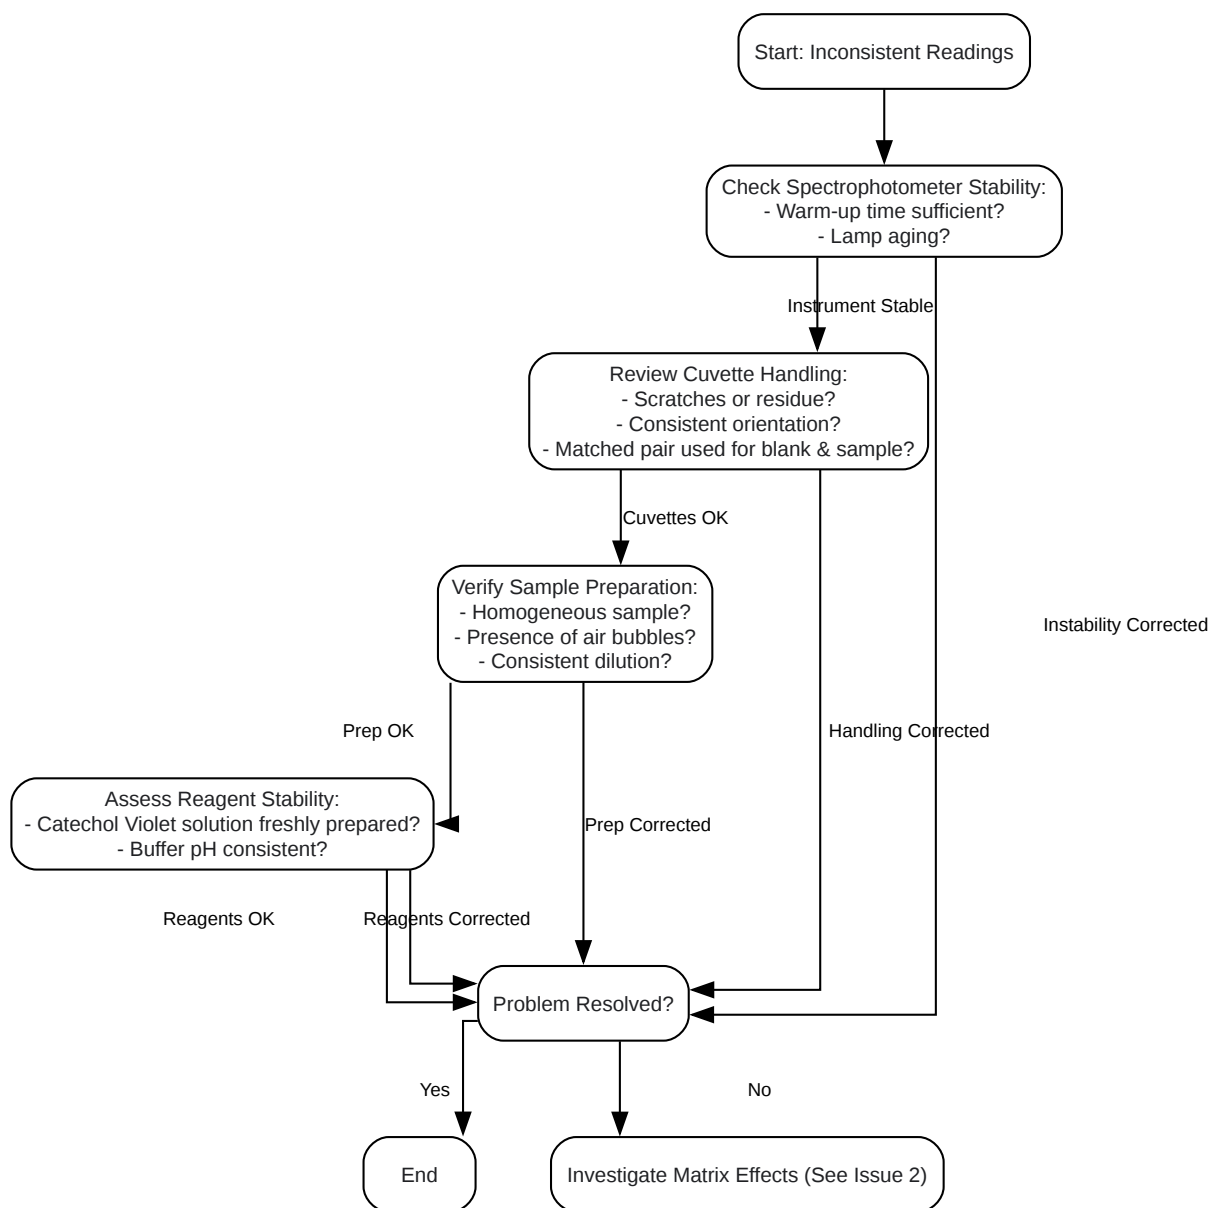 Start: Inconsistent Readings
Check Spectrophotometer Stability:
- Warm-up time sufficient?
- Lamp aging?
Instrument Stable
Review Cuvette Handling:
- Scratches or residue?
- Consistent orientation?
- Matched pair used for blank & sample?
Cuvettes OK
Verify Sample Preparation:
- Homogeneous sample?
- Presence of air bubbles?
- Consistent dilution?
Instability Corrected
Prep OK
Handling Corrected
Assess Reagent Stability:
- Catechol Violet solution freshly prepared?
- Buffer pH consistent?
Prep Corrected
Reagents OK
Reagents Corrected
Problem Resolved?
Yes
No
End
Investigate Matrix Effects (See Issue 2)